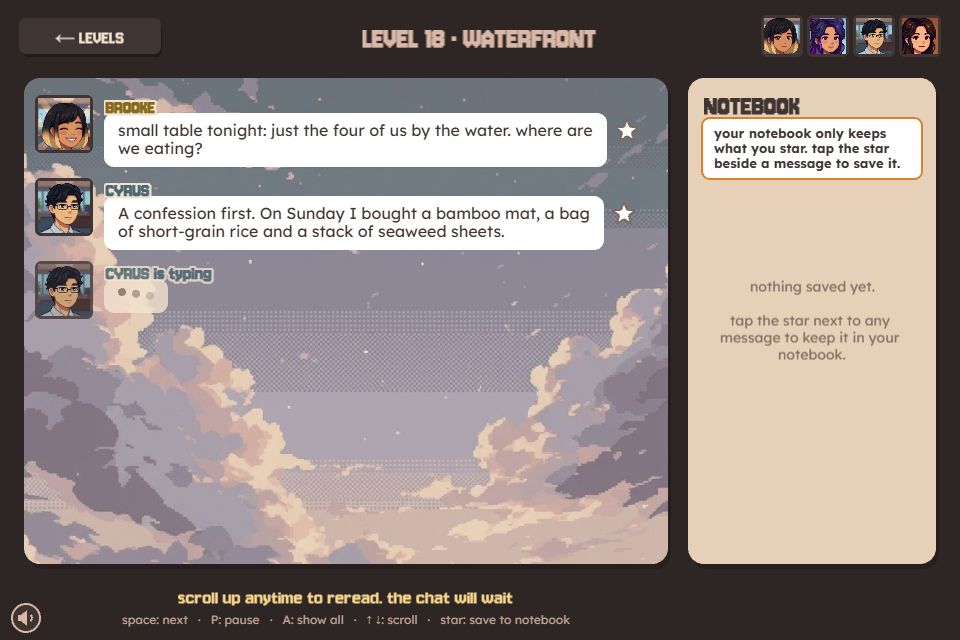 ← LEVELS
LEVEL 18 · WATERFRONT
BROOKE
small table tonight: just the four of us by the water. where are
we eating?
CYRUS
A confession first. On Sunday I bought a bamboo mat, a bag
of short-grain rice and a stack of seaweed sheets.
CYRUS is typing
NOTEBOOK
your notebook only keeps
what you star. tap the star
beside a message to save it.
nothing saved yet.
tap the star next to any
message to keep it in your
notebook.
scroll up anytime to reread. the chat will wait
space: next · P: pause · A: show all · ↑↓: scroll · star: save to notebook